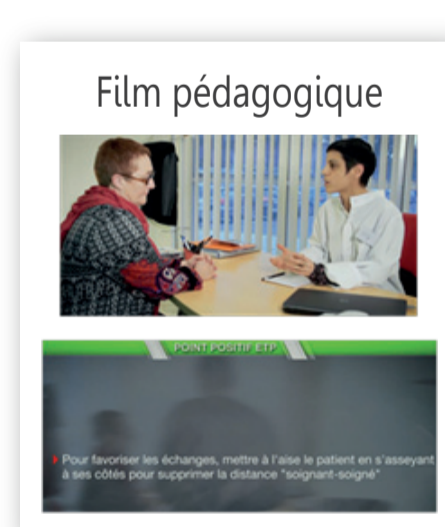 Film pédagogique
POINT POSITIF ETP
Pour favoriser les échanges, mettre à l'aise le patient en s'asseyant
à ses côtés pour supprimer la distance "soignant-soigné"